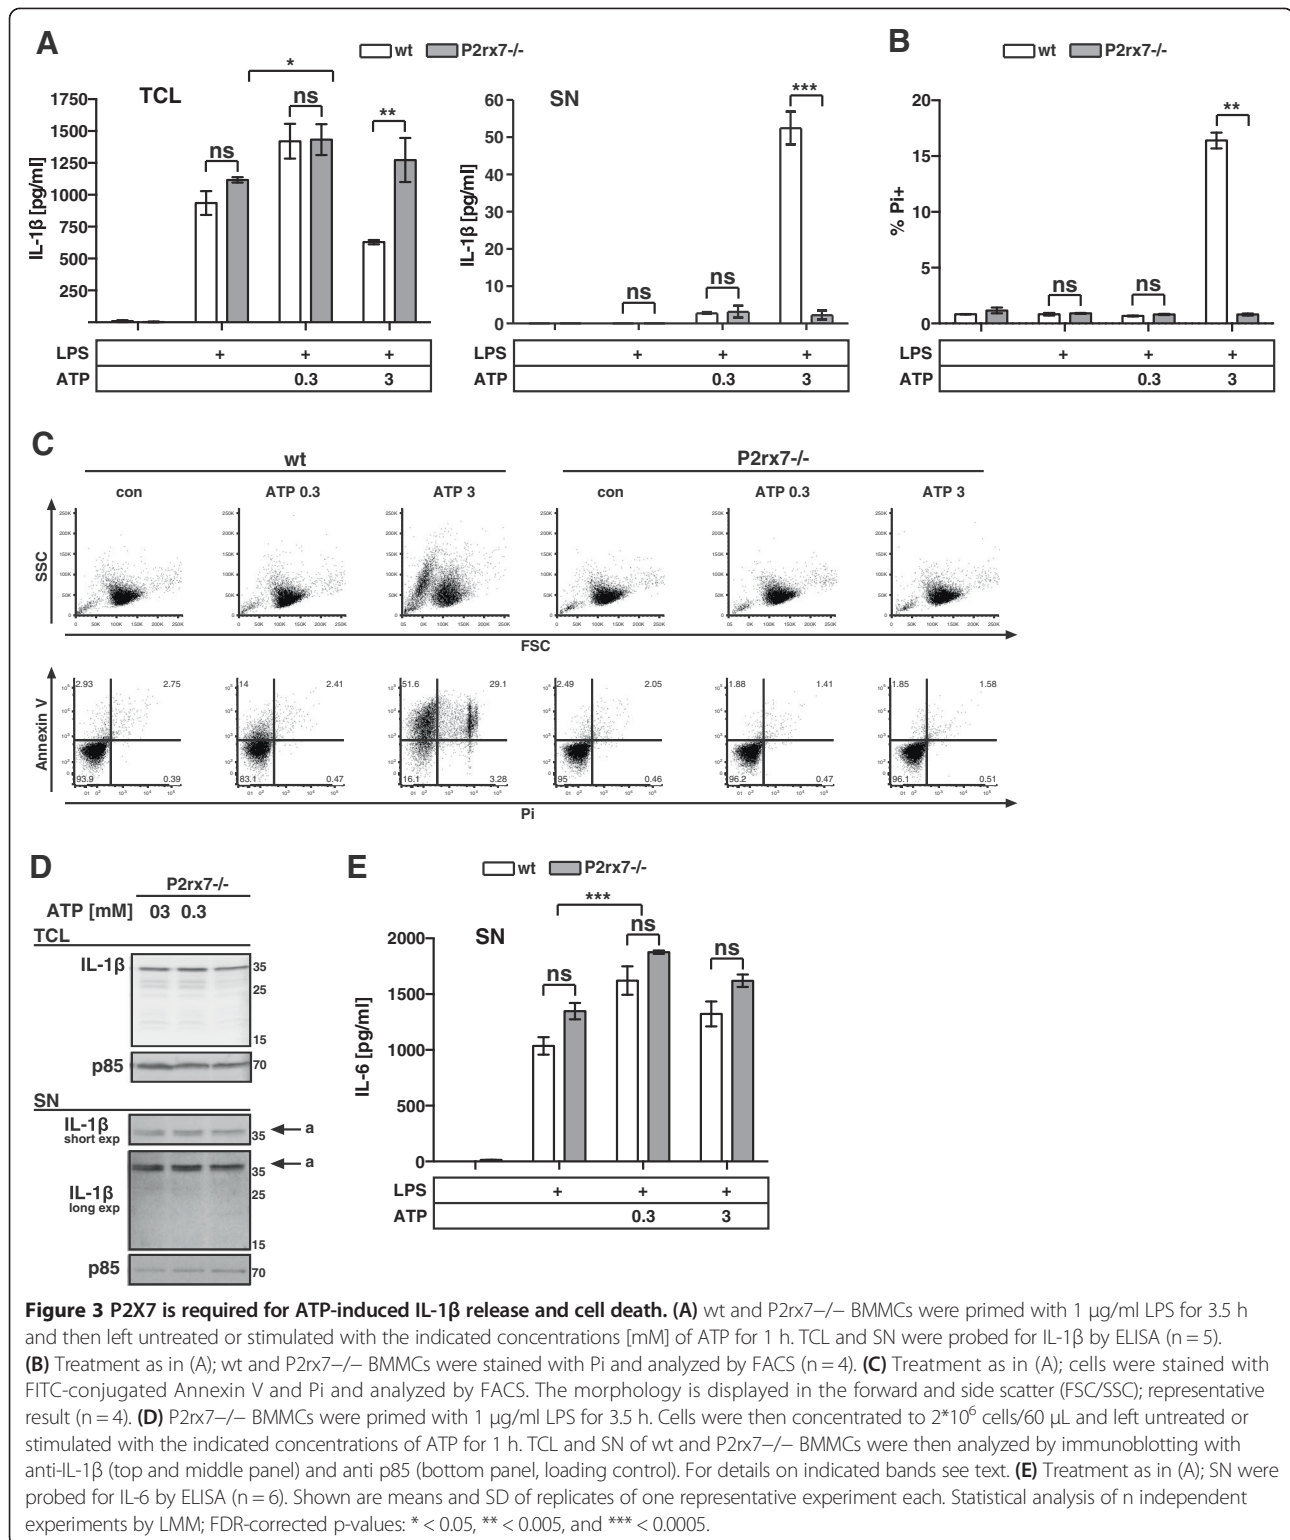 A
wt P2rx7-/-
TCL
*
ns
ns
**
IL-1β [pg/ml]
1750
1500
1250
1000
750
500
250
LPS + + +
ATP 0.3 3
SN
ns
ns
***
IL-1β [pg/ml]
60
50
40
30
20
10
0
LPS + + +
ATP 0.3 3
B
wt P2rx7-/-
ns
ns
**
% Pi+
20
15
10
5
0
LPS + + +
ATP 0.3 3
C
wt P2rx7-/-
con ATP 0.3 ATP 3 con ATP 0.3 ATP 3
SSC
FSC
Annexin V
2.93 2.75 14 2.41 51.6 29.1 2.49 2.05 1.88 1.41 1.85 1.58
93.9 0.39 83.1 0.47 16.1 3.28 95 0.46 96.2 0.47 96.1 0.51
Pi
D
P2rx7-/-
ATP [mM] 03 0.3
TCL
IL-1β 35
25
15
p85 70
SN
IL-1β
short exp 35 a
35 a
IL-1β
long exp
25
15
p85 70
E
wt P2rx7-/-
SN
***
ns
ns
ns
IL-6 [pg/ml]
2000
1500
1000
500
0
LPS + + +
ATP 0.3 3
Figure 3 P2X7 is required for ATP-induced IL-1β release and cell death. (A) wt and P2rx7−/− BMMCs were primed with 1 μg/ml LPS for 3.5 h
and then left untreated or stimulated with the indicated concentrations [mM] of ATP for 1 h. TCL and SN were probed for IL-1β by ELISA (n = 5).
(B) Treatment as in (A); wt and P2rx7−/− BMMCs were stained with Pi and analyzed by FACS (n = 4). (C) Treatment as in (A); cells were stained with
FITC-conjugated Annexin V and Pi and analyzed by FACS. The morphology is displayed in the forward and side scatter (FSC/SSC); representative
result (n = 4). (D) P2rx7−/− BMMCs were primed with 1 μg/ml LPS for 3.5 h. Cells were then concentrated to 2*10⁶ cells/60 μL and left untreated or
stimulated with the indicated concentrations of ATP for 1 h. TCL and SN of wt and P2rx7−/− BMMCs were then analyzed by immunoblotting with
anti-IL-1β (top and middle panel) and anti p85 (bottom panel, loading control). For details on indicated bands see text. (E) Treatment as in (A); SN were
probed for IL-6 by ELISA (n = 6). Shown are means and SD of replicates of one representative experiment each. Statistical analysis of n independent
experiments by LMM; FDR-corrected p-values: * < 0.05, ** < 0.005, and *** < 0.0005.